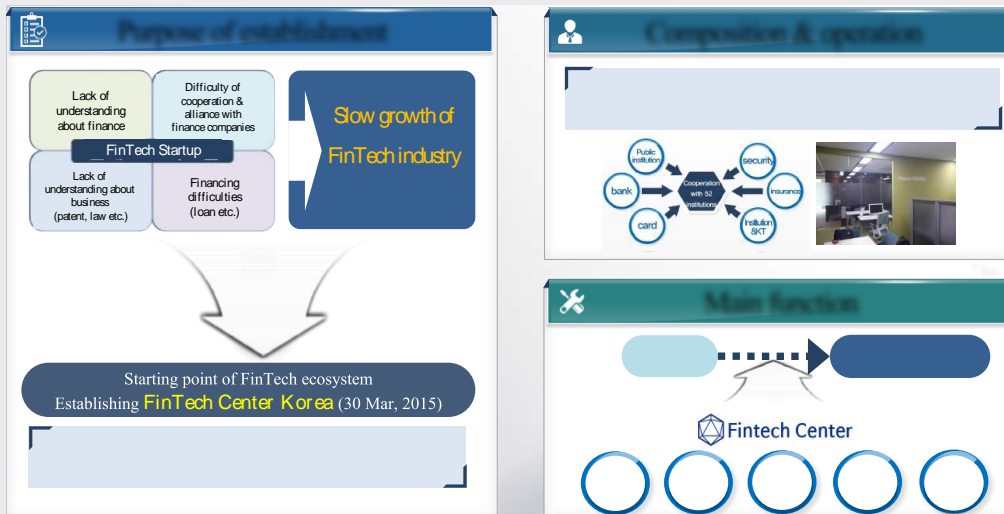 Purpose of establishment
Lack of
understanding
about finance
Difficulty of
cooperation &
alliance with
finance companies
FinTech Startup
Lack of
understanding about
business
(patent, law etc.)
Financing
difficulties
(loan etc.)
Slow growth of
FinTech industry
Starting point of FinTech ecosystem
Establishing FinTech Center Korea (30 Mar, 2015)
Composition & operation
Public
institution
bank
card
Cooperation
with 52
institutions
security
insurance
Institution
&KT
Main function
Fintech Center